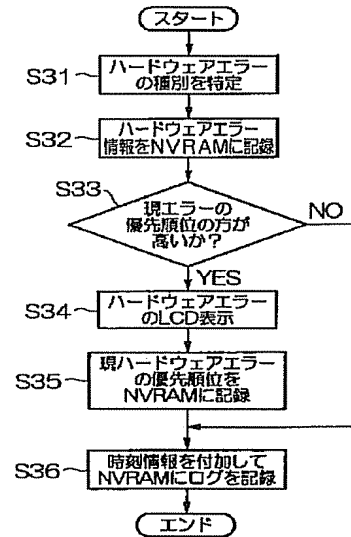 スタート
S31
ハードウェアエラー
の種別を特定
S32
ハードウェアエラー
情報をNVRAMに記録
S33
現エラーの
優先順位の方が
高いか?
NO
YES
S34
ハードウェアエラー
のLCD表示
S35
現ハードウェアエラー
の優先順位を
NVRAMに記録
S36
時刻情報を付加して
NVRAMにログを記録
エンド